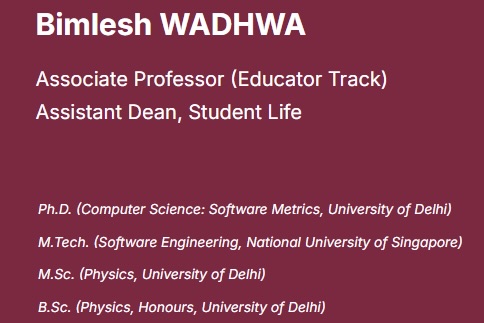 Bimlesh WADHWA
Associate Professor (Educator Track)
Assistant Dean, Student Life
Ph.D. (Computer Science: Software Metrics, University of Delhi)
M.Tech. (Software Engineering, National University of Singapore)
M.Sc. (Physics, University of Delhi)
B.Sc. (Physics, Honours, University of Delhi)